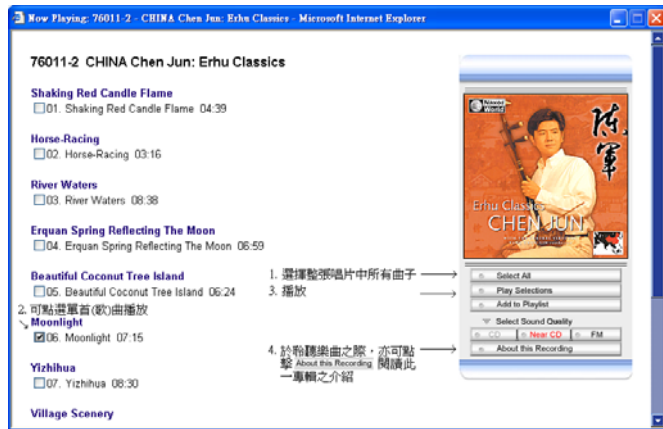 Now Playing: 76011-2 - CHINA Chen Jun: Erhu Classics - Microsoft Internet Explorer
76011-2 CHINA Chen Jun: Erhu Classics
Shaking Red Candle Flame
01. Shaking Red Candle Flame 04:39
Horse-Racing
02. Horse-Racing 03:16
River Waters
03. River Waters 08:38
Erquan Spring Reflecting The Moon
04. Erquan Spring Reflecting The Moon 06:59
Beautiful Coconut Tree Island
05. Beautiful Coconut Tree Island 06:24
2. 可點選單首(歌)曲播放
Moonlight
06. Moonlight 07:15
Yizhihua
07. Yizhihua 08:30
Village Scenery
1. 選擇整張唱片中所有曲子
3. 播放
4. 於聆聽樂曲之際，亦可點
擊 About this Recording 閱讀此
一專輯之介紹
Naxos
World
陈
軍
Erhu Classics
CHEN JUN
Select All
Play Selections
Add to Playlist
Select Sound Quality
CD
Near CD
FM
About this Recording